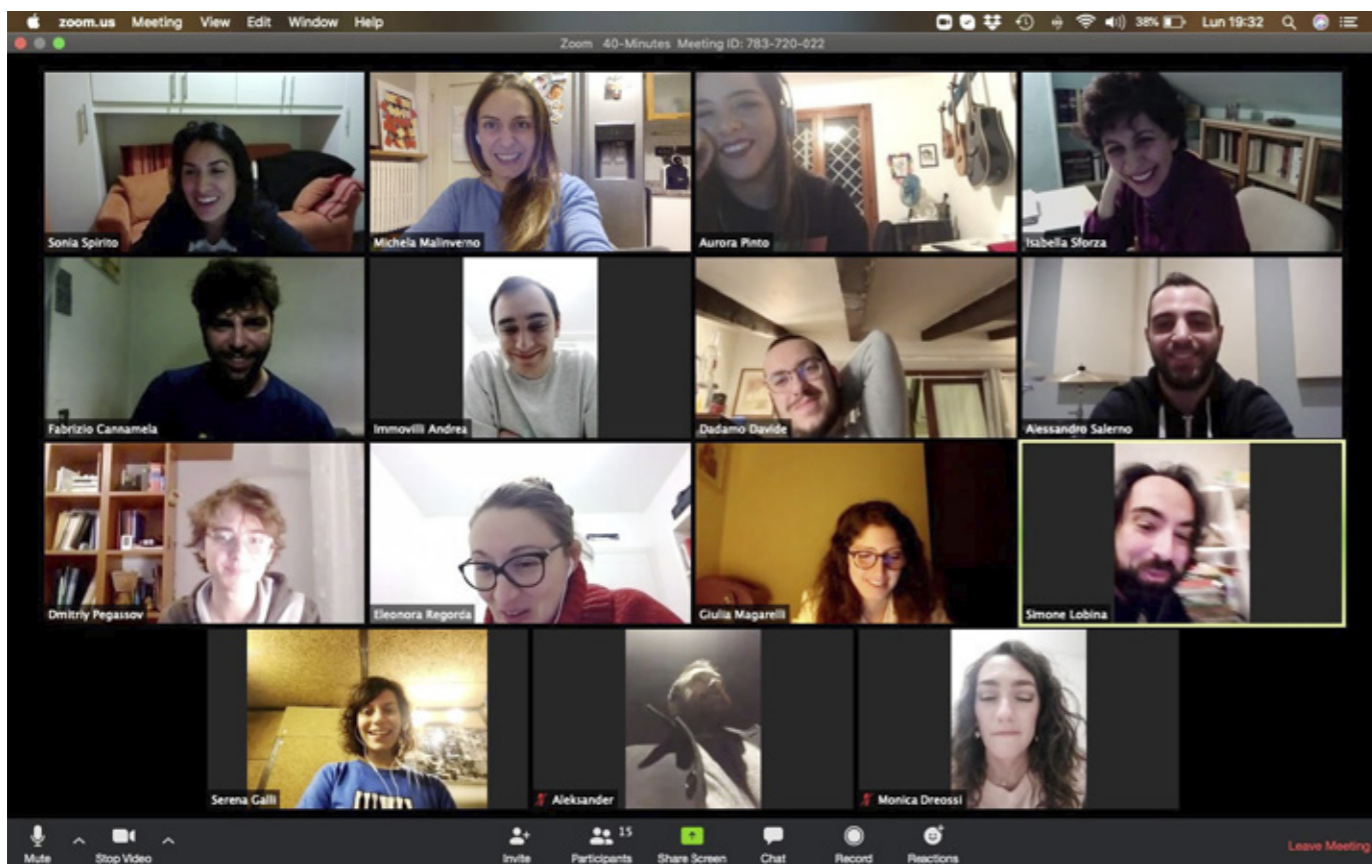 zoom.us Meeting View Edit Window Help 38% Lun 19:32
Zoom 40-Minutes Meeting ID: 783-720-022
Sonia Spirito Michela Malinverno Aurora Pinto Isabella Sforza
Fabrizio Cannamela Immovilli Andrea Dadamo Davide Alessandro Salerno
Dmitriy Pegassov Eleonora Regorda Giulia Magarelli Simone Lobina
Serena Galli Aleksander Monica Dreossi
15
Mute Stop Video Invite Participants Share Screen Chat Record Reactions Leave Meeting